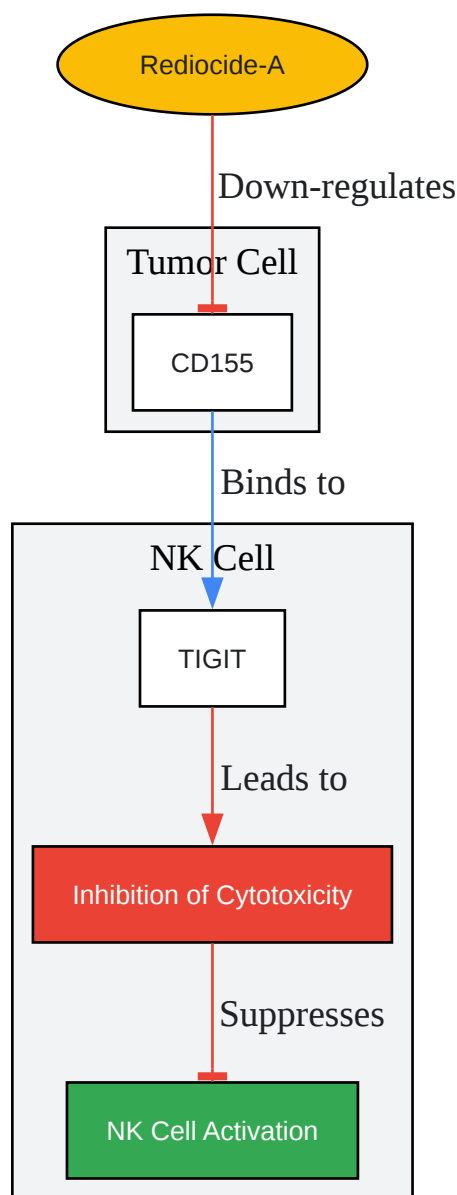 Rediocide-A
Down-regulates
Tumor Cell
CD155
Binds to
NK Cell
TIGIT
Leads to
Inhibition of Cytotoxicity
Suppresses
NK Cell Activation